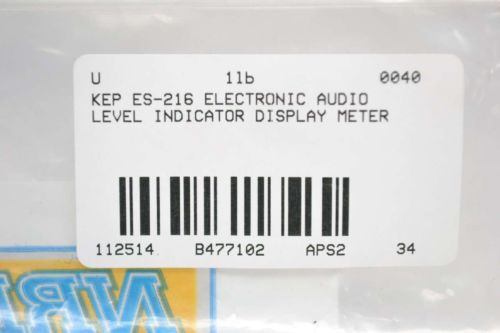 U 1lb 0040
KEP ES-216 ELECTRONIC AUDIO
LEVEL INDICATOR DISPLAY METER
112514 B477102 APS2 34